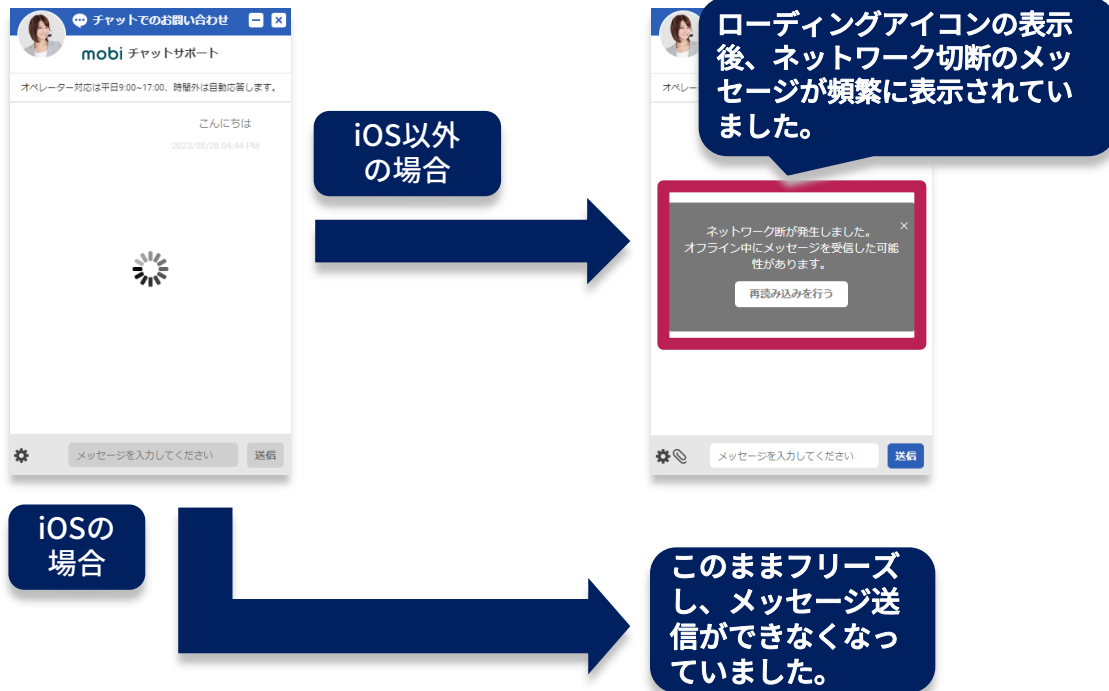 チャットでのお問い合わせ
mobi チャットサポート
オペレーター対応は平日9:00~17:00、時間外は自動応答します。
こんにちは
2023/08/28 04:44 PM
メッセージを入力してください
送信
iOS以外
の場合
ローディングアイコンの表示
後、ネットワーク切断のメッ
セージが頻繁に表示されてい
ました。
オペレー
ネットワーク断が発生しました。
オフライン中にメッセージを受信した可能
性があります。
再読み込みを行う
メッセージを入力してください
送信
iOSの
場合
このままフリーズ
し、メッセージ送
信ができなくなっ
ていました。